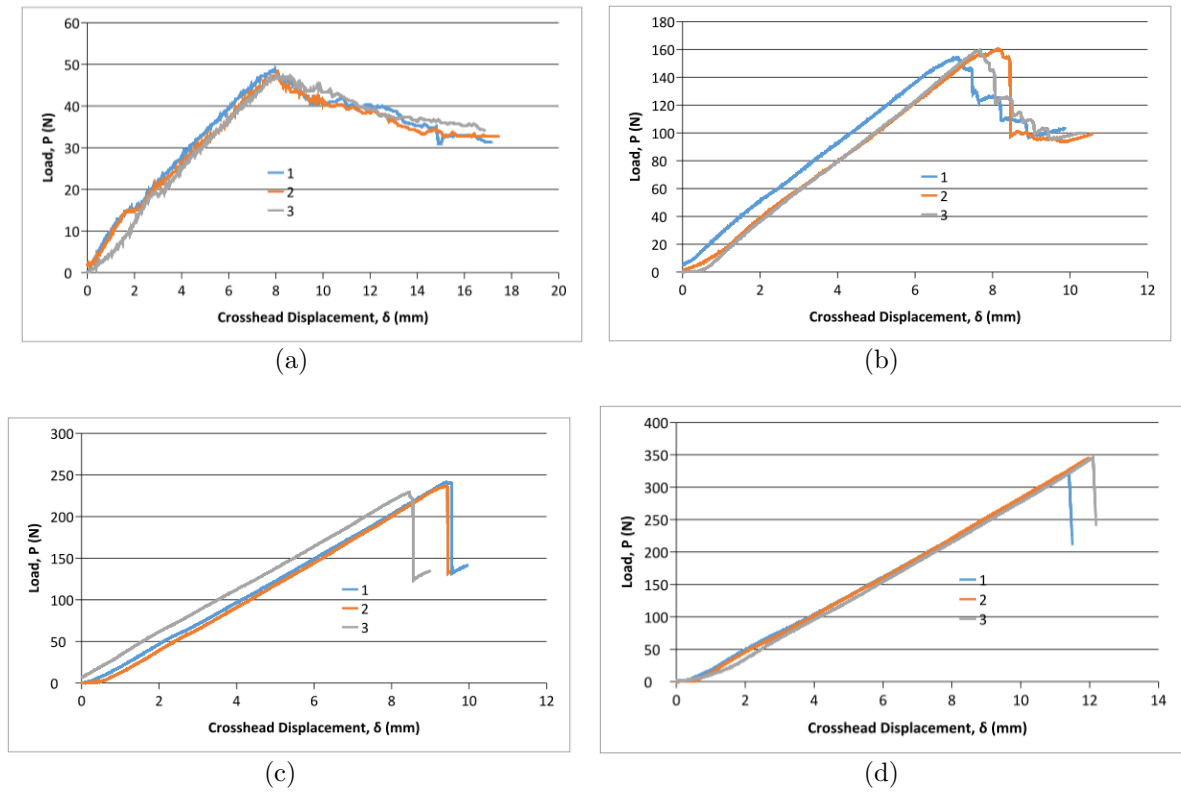 60
50
40
30
20
10
0
Load, P (N)
1
2
3
0 2 4 6 8 10 12 14 16 18 20
Crosshead Displacement, δ (mm)
(a)
180
160
140
120
100
80
60
40
20
0
Load, P (N)
1
2
3
0 2 4 6 8 10 12
Crosshead Displacement, δ (mm)
(b)
300
250
200
150
100
50
0
Load, P (N)
1
2
3
0 2 4 6 8 10 12
Crosshead Displacement, δ (mm)
(c)
400
350
300
250
200
150
100
50
0
Load, P (N)
1
2
3
0 2 4 6 8 10 12 14
Crosshead Displacement, δ (mm)
(d)